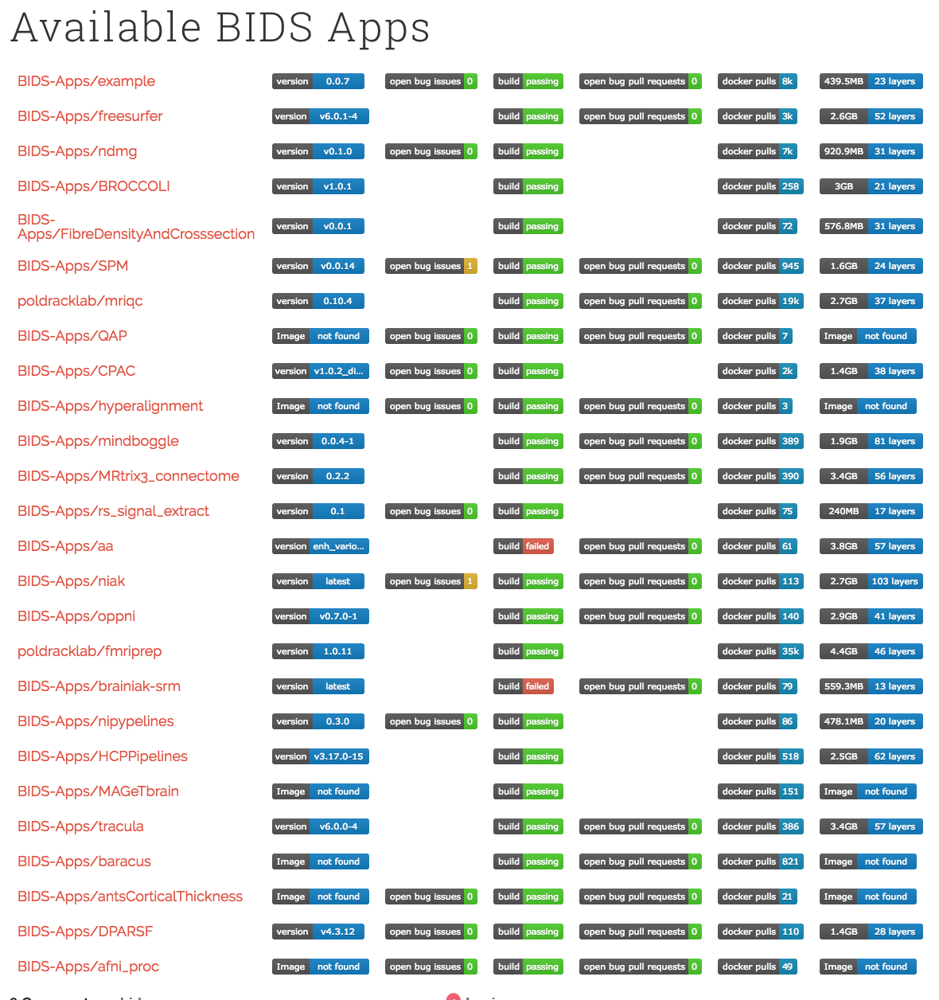 Available BIDS Apps
BIDS-Apps/example version 0.0.7 open bug issues 0 build passing open bug pull requests 0 docker pulls 8k 439.5MB 23 layers
BIDS-Apps/freesurfer version v6.0.1-4 build passing open bug pull requests 0 docker pulls 3k 2.6GB 52 layers
BIDS-Apps/ndmg version v0.1.0 open bug issues 0 build passing docker pulls 7k 920.9MB 31 layers
BIDS-Apps/BROCCOLI version v1.0.1 build passing docker pulls 258 3GB 21 layers
BIDS-
Apps/FibreDensityAndCrosssection version v0.0.1 build passing docker pulls 72 576.8MB 31 layers
BIDS-Apps/SPM version v0.0.14 open bug issues 1 build passing open bug pull requests 0 docker pulls 945 1.6GB 24 layers
poldracklab/mriqc version 0.10.4 build passing open bug pull requests 0 docker pulls 19k 2.7GB 37 layers
BIDS-Apps/QAP Image not found open bug issues 0 build passing open bug pull requests 0 docker pulls 7 Image not found
BIDS-Apps/CPAC version v1.0.2_di... open bug issues 0 build passing docker pulls 2k 1.4GB 38 layers
BIDS-Apps/hyperalignment Image not found open bug issues 0 build passing open bug pull requests 0 docker pulls 3 Image not found
BIDS-Apps/mindboggle version 0.0.4-1 build passing open bug pull requests 0 docker pulls 389 1.9GB 81 layers
BIDS-Apps/MRtrix3_connectome version 0.2.2 build passing open bug pull requests 0 docker pulls 390 3.4GB 56 layers
BIDS-Apps/rs_signal_extract version 0.1 open bug issues 0 build passing docker pulls 75 240MB 17 layers
BIDS-Apps/aa version enh_vario... build failed open bug pull requests 0 docker pulls 61 3.8GB 57 layers
BIDS-Apps/niak version latest open bug issues 1 build passing open bug pull requests 0 docker pulls 113 2.7GB 103 layers
BIDS-Apps/oppni version v0.7.0-1 build passing open bug pull requests 0 docker pulls 140 2.9GB 41 layers
poldracklab/fmriprep version 1.0.11 build passing docker pulls 35k 4.4GB 46 layers
BIDS-Apps/brainiak-srm version latest build failed open bug pull requests 0 docker pulls 79 559.3MB 13 layers
BIDS-Apps/nipypelines version 0.3.0 open bug issues 0 build passing docker pulls 86 478.1MB 20 layers
BIDS-Apps/HCPPipelines version v3.17.0-15 build passing docker pulls 518 2.5GB 62 layers
BIDS-Apps/MAGeTbrain Image not found build passing docker pulls 151 Image not found
BIDS-Apps/tracula version v6.0.0-4 build passing open bug pull requests 0 docker pulls 386 3.4GB 57 layers
BIDS-Apps/baracus Image not found build passing open bug pull requests 0 docker pulls 821 Image not found
BIDS-Apps/antsCorticalThickness Image not found open bug issues 0 build passing open bug pull requests 0 docker pulls 21 Image not found
BIDS-Apps/DPARSF version v4.3.12 open bug issues 0 build passing open bug pull requests 0 docker pulls 110 1.4GB 28 layers
BIDS-Apps/afni_proc Image not found open bug issues 0 build passing open bug pull requests 0 docker pulls 49 Image not found